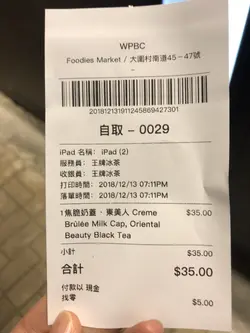 WPBC
Foodies Market / 大圍村南道45－47號
20181213191124586942730​1
自取 - 0029
iPad 名稱： iPad (2)
服務員： 王牌冰茶
收銀員： 王牌冰茶
打印時間： 2018/12/13 07:11PM
落單時間： 2018/12/13 07:11PM
1 焦脆奶蓋．東美人 Creme $35.00
Brûlée Milk Cap, Oriental
Beauty Black Tea
小計 $35.00
合計 $35.00
付款以 現金
找零 $5.00